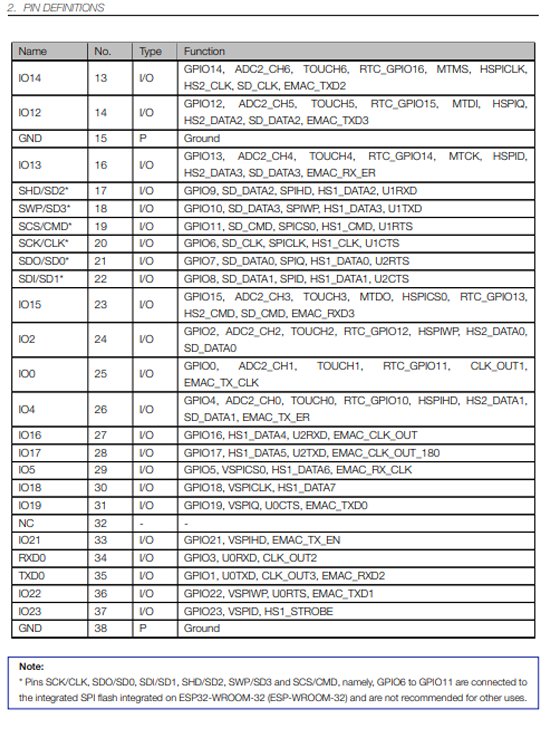 2. PIN DEFINITIONS
Name No. Type Function
IO14 13 I/O GPIO14, ADC2_CH6, TOUCH6, RTC_GPIO16, MTMS, HSPICLK,
HS2_CLK, SD_CLK, EMAC_TXD2
IO12 14 I/O GPIO12, ADC2_CH5, TOUCH5, RTC_GPIO15, MTDI, HSPIQ,
HS2_DATA2, SD_DATA2, EMAC_TXD3
GND 15 P Ground
IO13 16 I/O GPIO13, ADC2_CH4, TOUCH4, RTC_GPIO14, MTCK, HSPID,
HS2_DATA3, SD_DATA3, EMAC_RX_ER
SHD/SD2* 17 I/O GPIO9, SD_DATA2, SPIHD, HS1_DATA2, U1RXD
SWP/SD3* 18 I/O GPIO10, SD_DATA3, SPIWP, HS1_DATA3, U1TXD
SCS/CMD* 19 I/O GPIO11, SD_CMD, SPICS0, HS1_CMD, U1RTS
SCK/CLK* 20 I/O GPIO6, SD_CLK, SPICLK, HS1_CLK, U1CTS
SDO/SD0* 21 I/O GPIO7, SD_DATA0, SPIQ, HS1_DATA0, U2RTS
SDI/SD1* 22 I/O GPIO8, SD_DATA1, SPID, HS1_DATA1, U2CTS
IO15 23 I/O GPIO15, ADC2_CH3, TOUCH3, MTDO, HSPICS0, RTC_GPIO13,
HS2_CMD, SD_CMD, EMAC_RXD3
IO2 24 I/O GPIO2, ADC2_CH2, TOUCH2, RTC_GPIO12, HSPIWP, HS2_DATA0,
SD_DATA0
IO0 25 I/O GPIO0, ADC2_CH1, TOUCH1, RTC_GPIO11, CLK_OUT1,
EMAC_TX_CLK
IO4 26 I/O GPIO4, ADC2_CH0, TOUCH0, RTC_GPIO10, HSPIHD, HS2_DATA1,
SD_DATA1, EMAC_TX_ER
IO16 27 I/O GPIO16, HS1_DATA4, U2RXD, EMAC_CLK_OUT
IO17 28 I/O GPIO17, HS1_DATA5, U2TXD, EMAC_CLK_OUT_180
IO5 29 I/O GPIO5, VSPICS0, HS1_DATA6, EMAC_RX_CLK
IO18 30 I/O GPIO18, VSPICLK, HS1_DATA7
IO19 31 I/O GPIO19, VSPIQ, U0CTS, EMAC_TXD0
NC 32 - -
IO21 33 I/O GPIO21, VSPIHD, EMAC_TX_EN
RXD0 34 I/O GPIO3, U0RXD, CLK_OUT2
TXD0 35 I/O GPIO1, U0TXD, CLK_OUT3, EMAC_RXD2
IO22 36 I/O GPIO22, VSPIWP, U0RTS, EMAC_TXD1
IO23 37 I/O GPIO23, VSPID, HS1_STROBE
GND 38 P Ground
Note:
* Pins SCK/CLK, SDO/SD0, SDI/SD1, SHD/SD2, SWP/SD3 and SCS/CMD, namely, GPIO6 to GPIO11 are connected to
the integrated SPI flash integrated on ESP32-WROOM-32 (ESP-WROOM-32) and are not recommended for other uses.